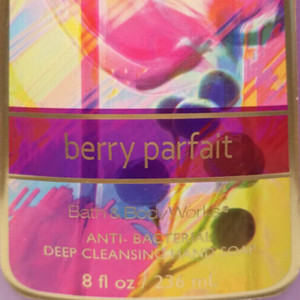 berry parfait
Bath & Body Works®
ANTI-BACTERIAL
DEEP CLEANSING HAND SOAP
8 fl oz / 236 mL